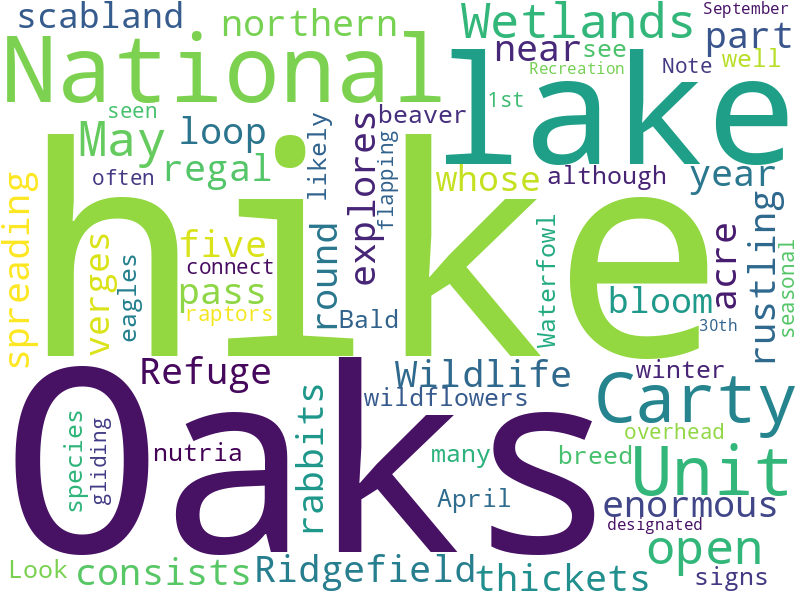 scabland
northern
Wetlands
September
part
National
near
see
Recreation
Note
well
lake
1st
seen
May
loop
likely
explores
beaver
flapping
often
regal
whose
although
year
spreading
hike
verges
eagles
five
connect
pass
raptors
round
Bald
Waterfowl
bloom
acre
30th
rustling
seasonal
Refuge
Wildlife
wildflowers
winter
Carty
Oaks
species
gliding
nutria
rabbits
many
April
breed
overhead
Unit
enormous
designated
open
Look
consists
Ridgefield
thickets
signs